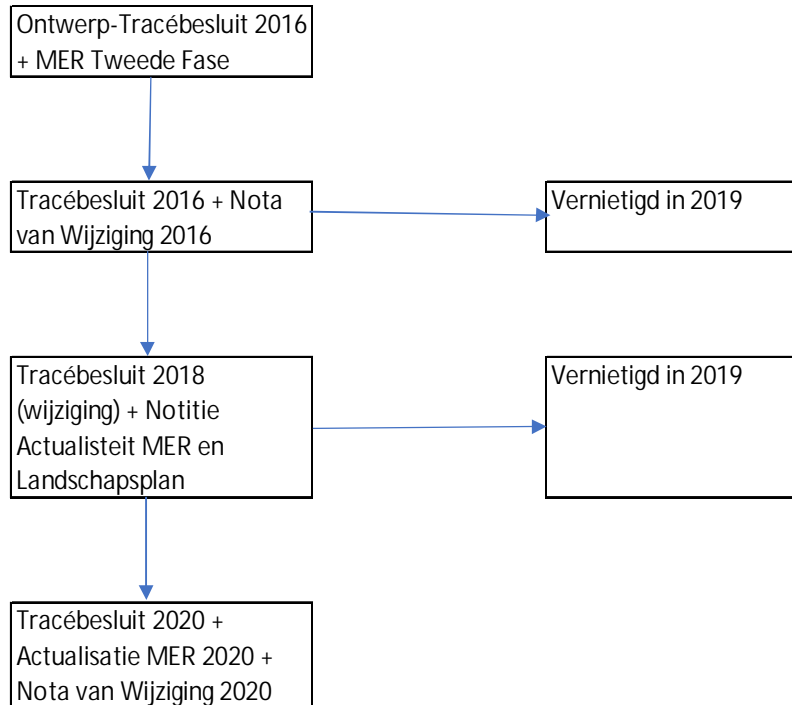 Ontwerp-Tracébesluit 2016
+ MER Tweede Fase
Tracébesluit 2016 + Nota
van Wijziging 2016
Vernietigd in 2019
Tracébesluit 2018
(wijziging) + Notitie
Actualisteit MER en
Landschapsplan
Vernietigd in 2019
Tracébesluit 2020 +
Actualisatie MER 2020 +
Nota van Wijziging 2020